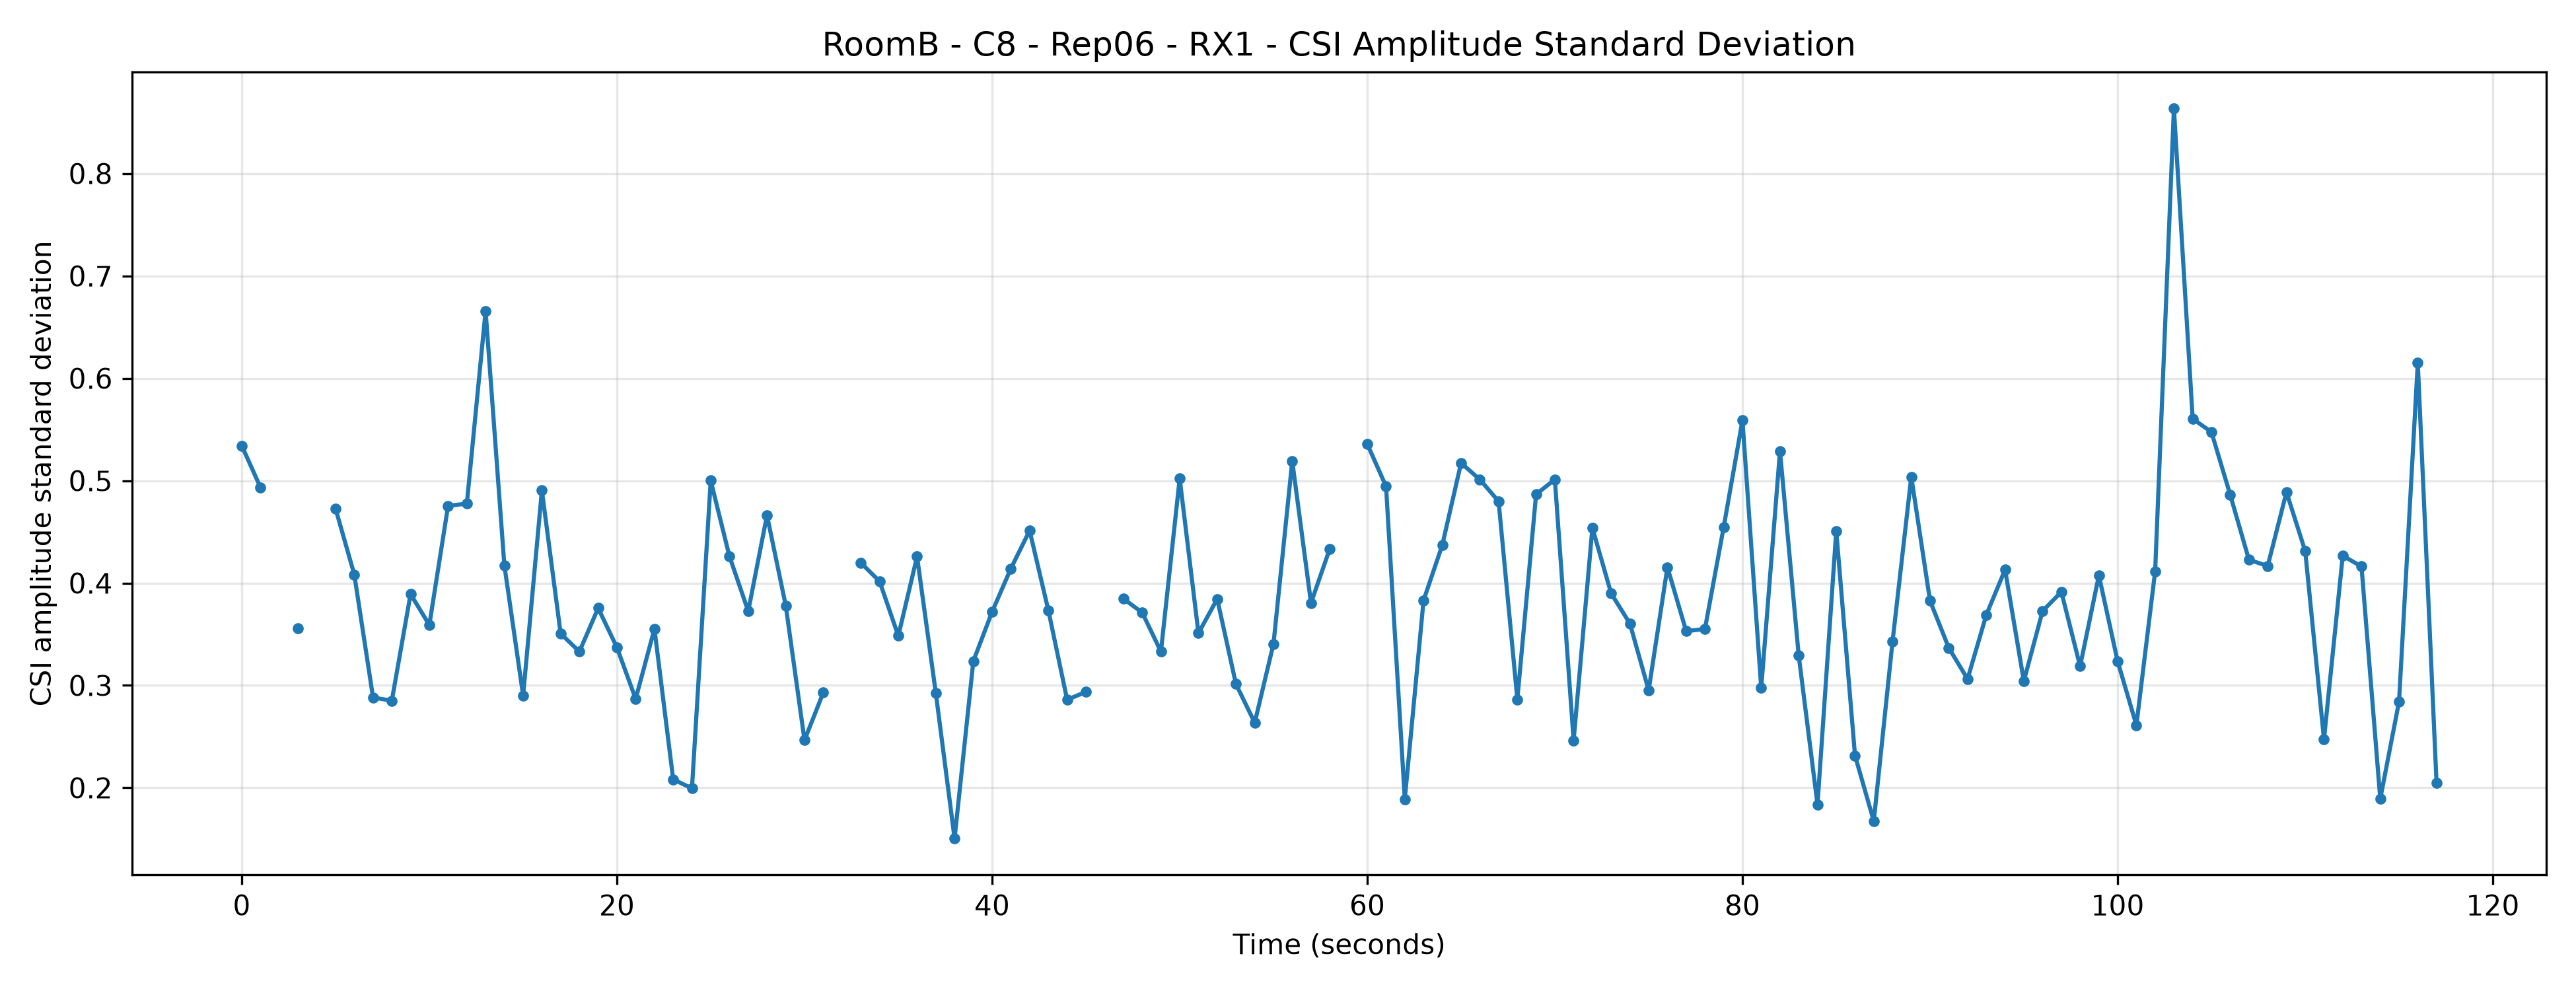 RoomB - C8 - Rep06 - RX1 - CSI Amplitude Standard Deviation
CSI amplitude standard deviation
0.8
0.7
0.6
0.5
0.4
0.3
0.2
0 20 40 60 80 100 120
Time (seconds)